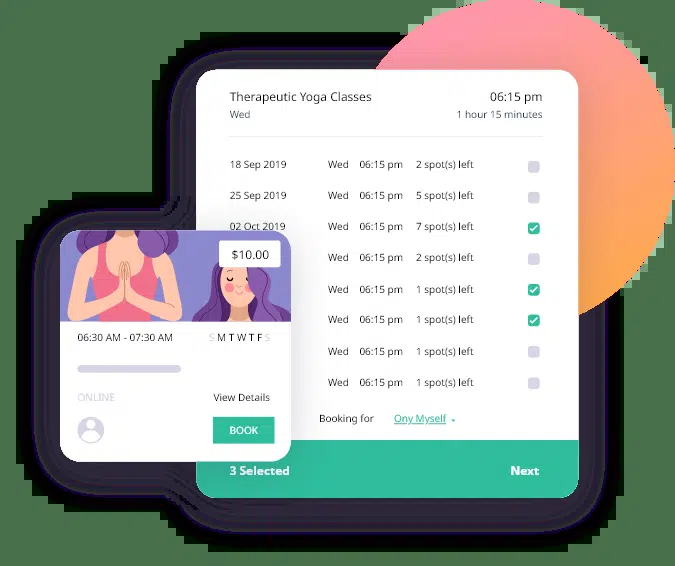 Therapeutic Yoga Classes 06:15 pm
Wed 1 hour 15 minutes
18 Sep 2019 Wed 06:15 pm 2 spot(s) left
25 Sep 2019 Wed 06:15 pm 5 spot(s) left
02 Oct 2019 Wed 06:15 pm 7 spot(s) left
Wed 06:15 pm 2 spot(s) left
Wed 06:15 pm 1 spot(s) left
Wed 06:15 pm 1 spot(s) left
Wed 06:15 pm 1 spot(s) left
Wed 06:15 pm 1 spot(s) left
Booking for Ony Myself
3 Selected Next
$10.00
06:30 AM - 07:30 AM S M T W T F S
ONLINE View Details
BOOK